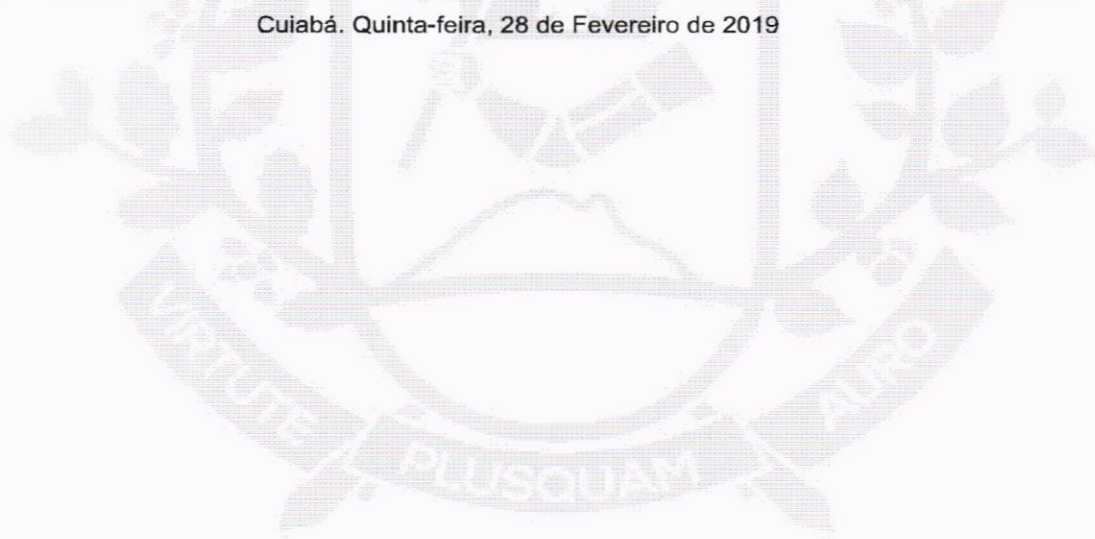 Cuiabá. Quinta-feira, 28 de Fevereiro de 2019
VIRTUTE
PLUSQUAM
AURO